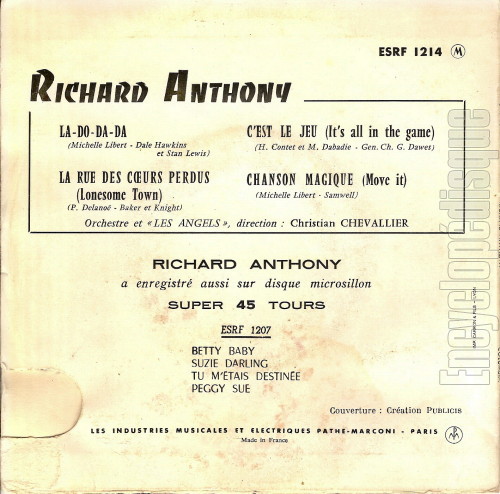 ESRF 1214 M
RICHARD ANTHONY
LA-DO-DA-DA
(Michelle Libert - Dale Hawkins
et Stan Lewis)
LA RUE DES CŒURS PERDUS
(Lonesome Town)
(P. Delanoë - Baker et Knight)
C'EST LE JEU (It's all in the game)
(H. Contet et M. Dabadie - Gen. Ch. G. Dawes)
CHANSON MAGIQUE (Move it)
(Michelle Libert - Samwell)
Orchestre et « LES ANGELS », direction : Christian CHEVALLIER
RICHARD ANTHONY
a enregistré aussi sur disque microsillon
SUPER 45 TOURS
ESRF 1207
BETTY BABY
SUZIE DARLING
TU M'ÉTAIS DESTINÉE
PEGGY SUE
Couverture : Création PUBLICIS
LES INDUSTRIES MUSICALES ET ELECTRIQUES PATHE-MARCONI - PARIS
Made in France
Encyclopédisque